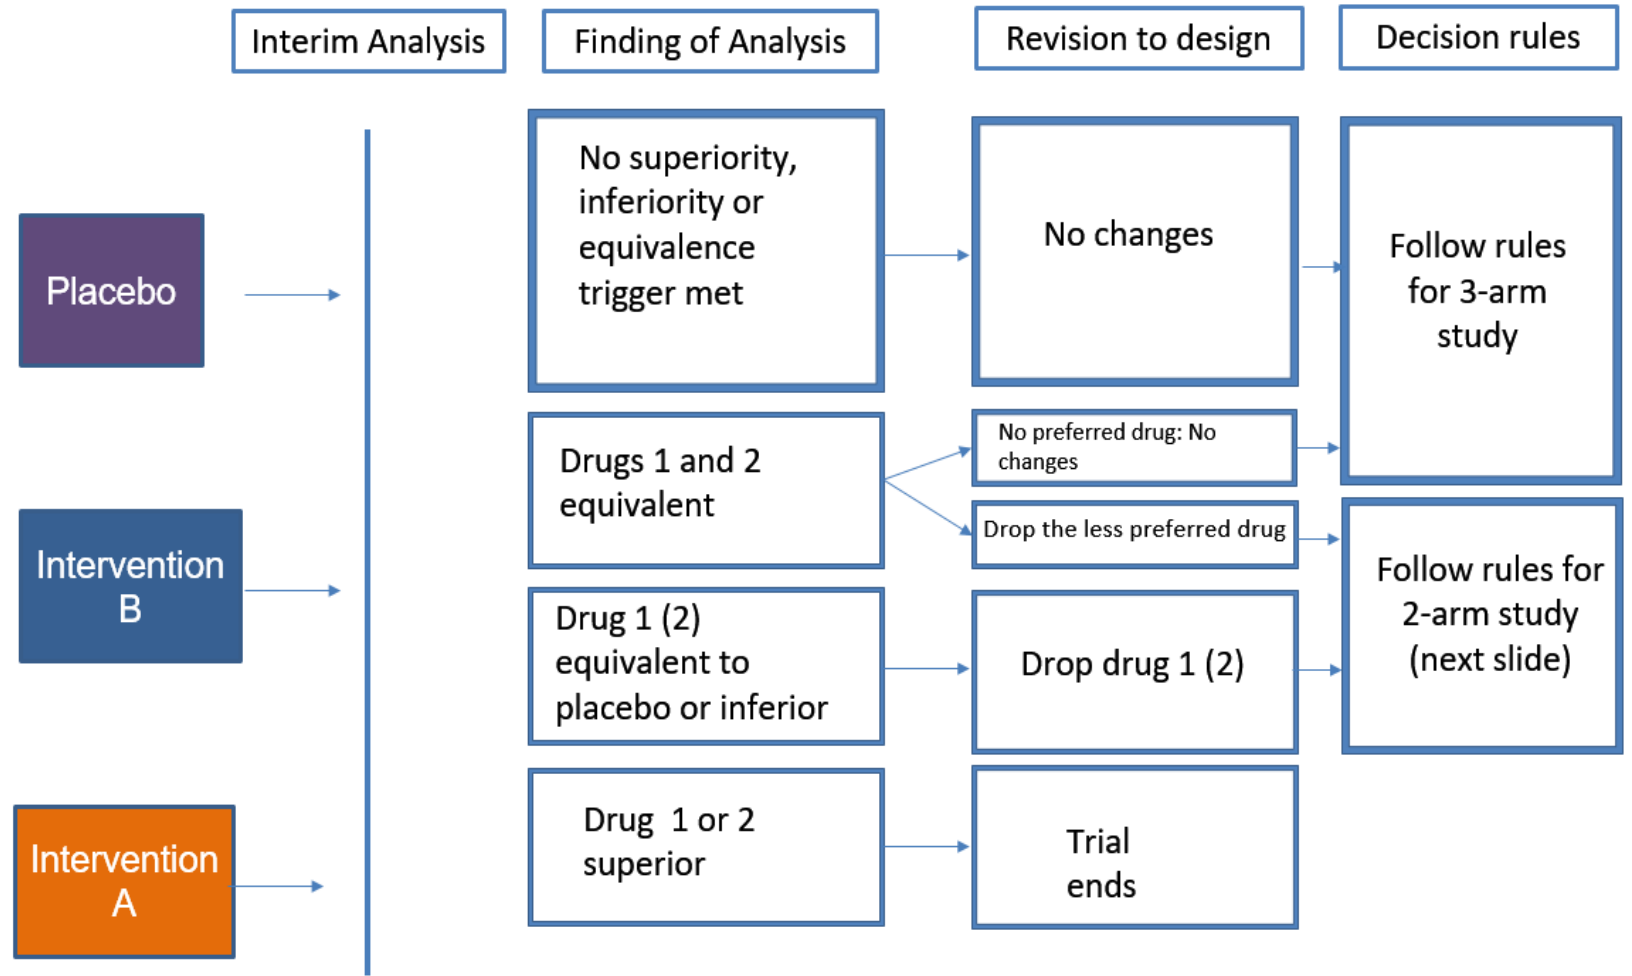 Interim Analysis
Finding of Analysis
Revision to design
Decision rules
Placebo
Intervention
B
Intervention
A
No superiority,
inferiority or
equivalence
trigger met
No changes
Follow rules
for 3-arm
study
Drugs 1 and 2
equivalent
No preferred drug: No
changes
Drop the less preferred drug
Follow rules for
2-arm study
(next slide)
Drug 1 (2)
equivalent to
placebo or inferior
Drop drug 1 (2)
Drug 1 or 2
superior
Trial
ends